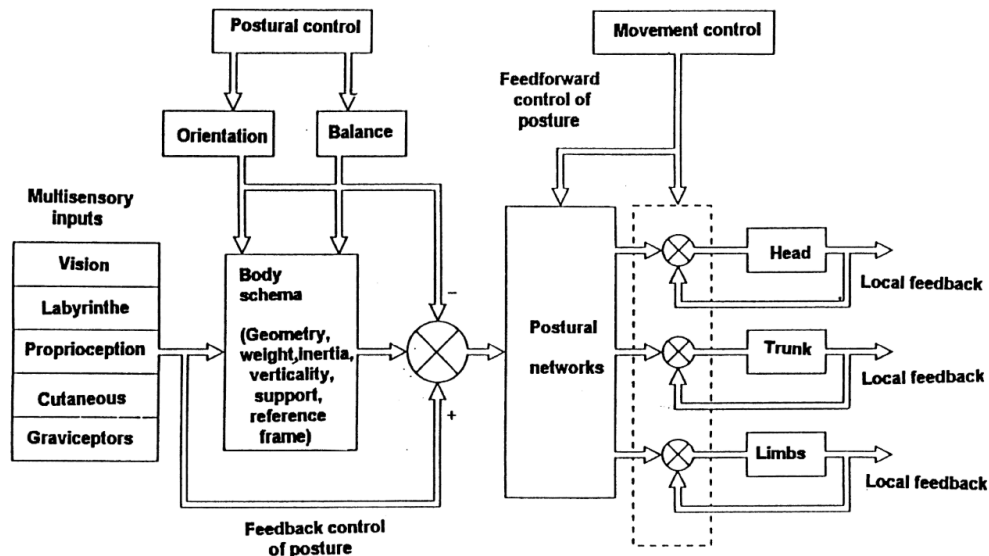 Postural control
Movement control
Feedforward
control of
posture
Orientation
Balance
Multisensory
inputs
Vision
Labyrinthe
Proprioception
Cutaneous
Graviceptors
Body
schema
(Geometry,
weight,inertia,
verticality,
support,
reference
frame)
−
+
Feedback control
of posture
Postural
networks
Head
Local feedback
Trunk
Local feedback
Limbs
Local feedback